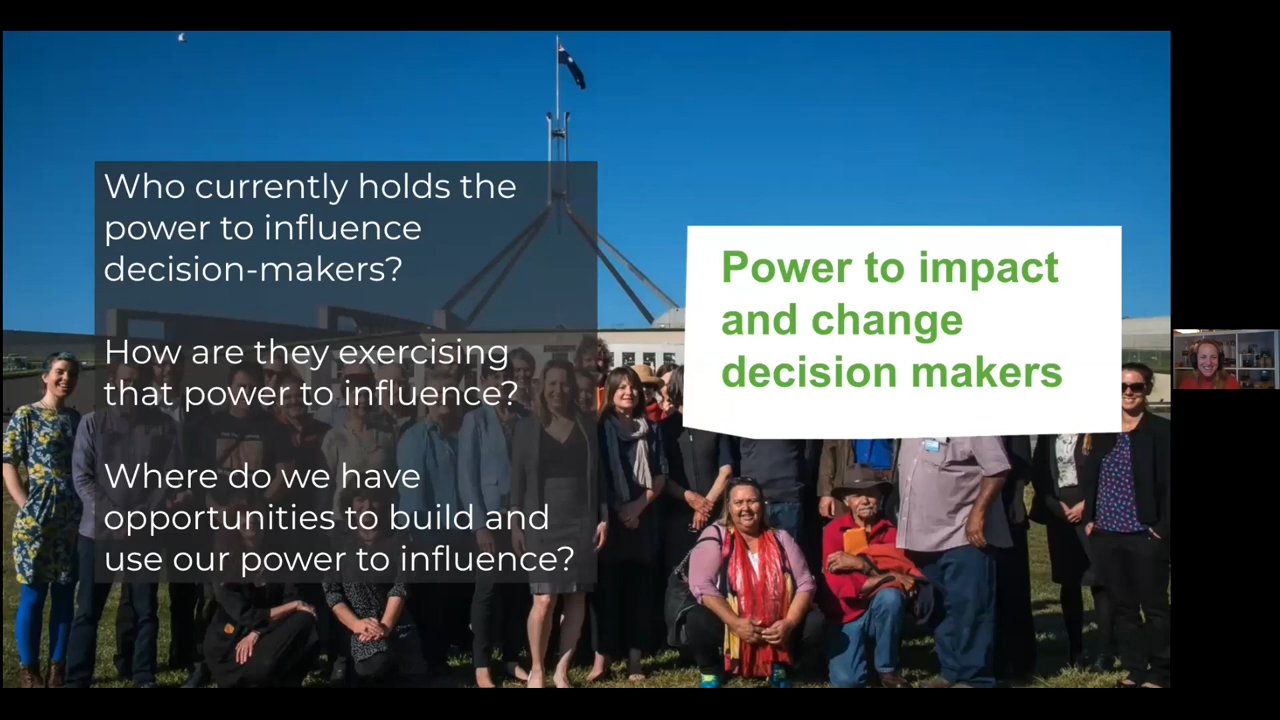 Who currently holds the
power to influence
decision-makers?
How are they exercising
that power to influence?
Where do we have
opportunities to build and
use our power to influence?
Power to impact
and change
decision makers